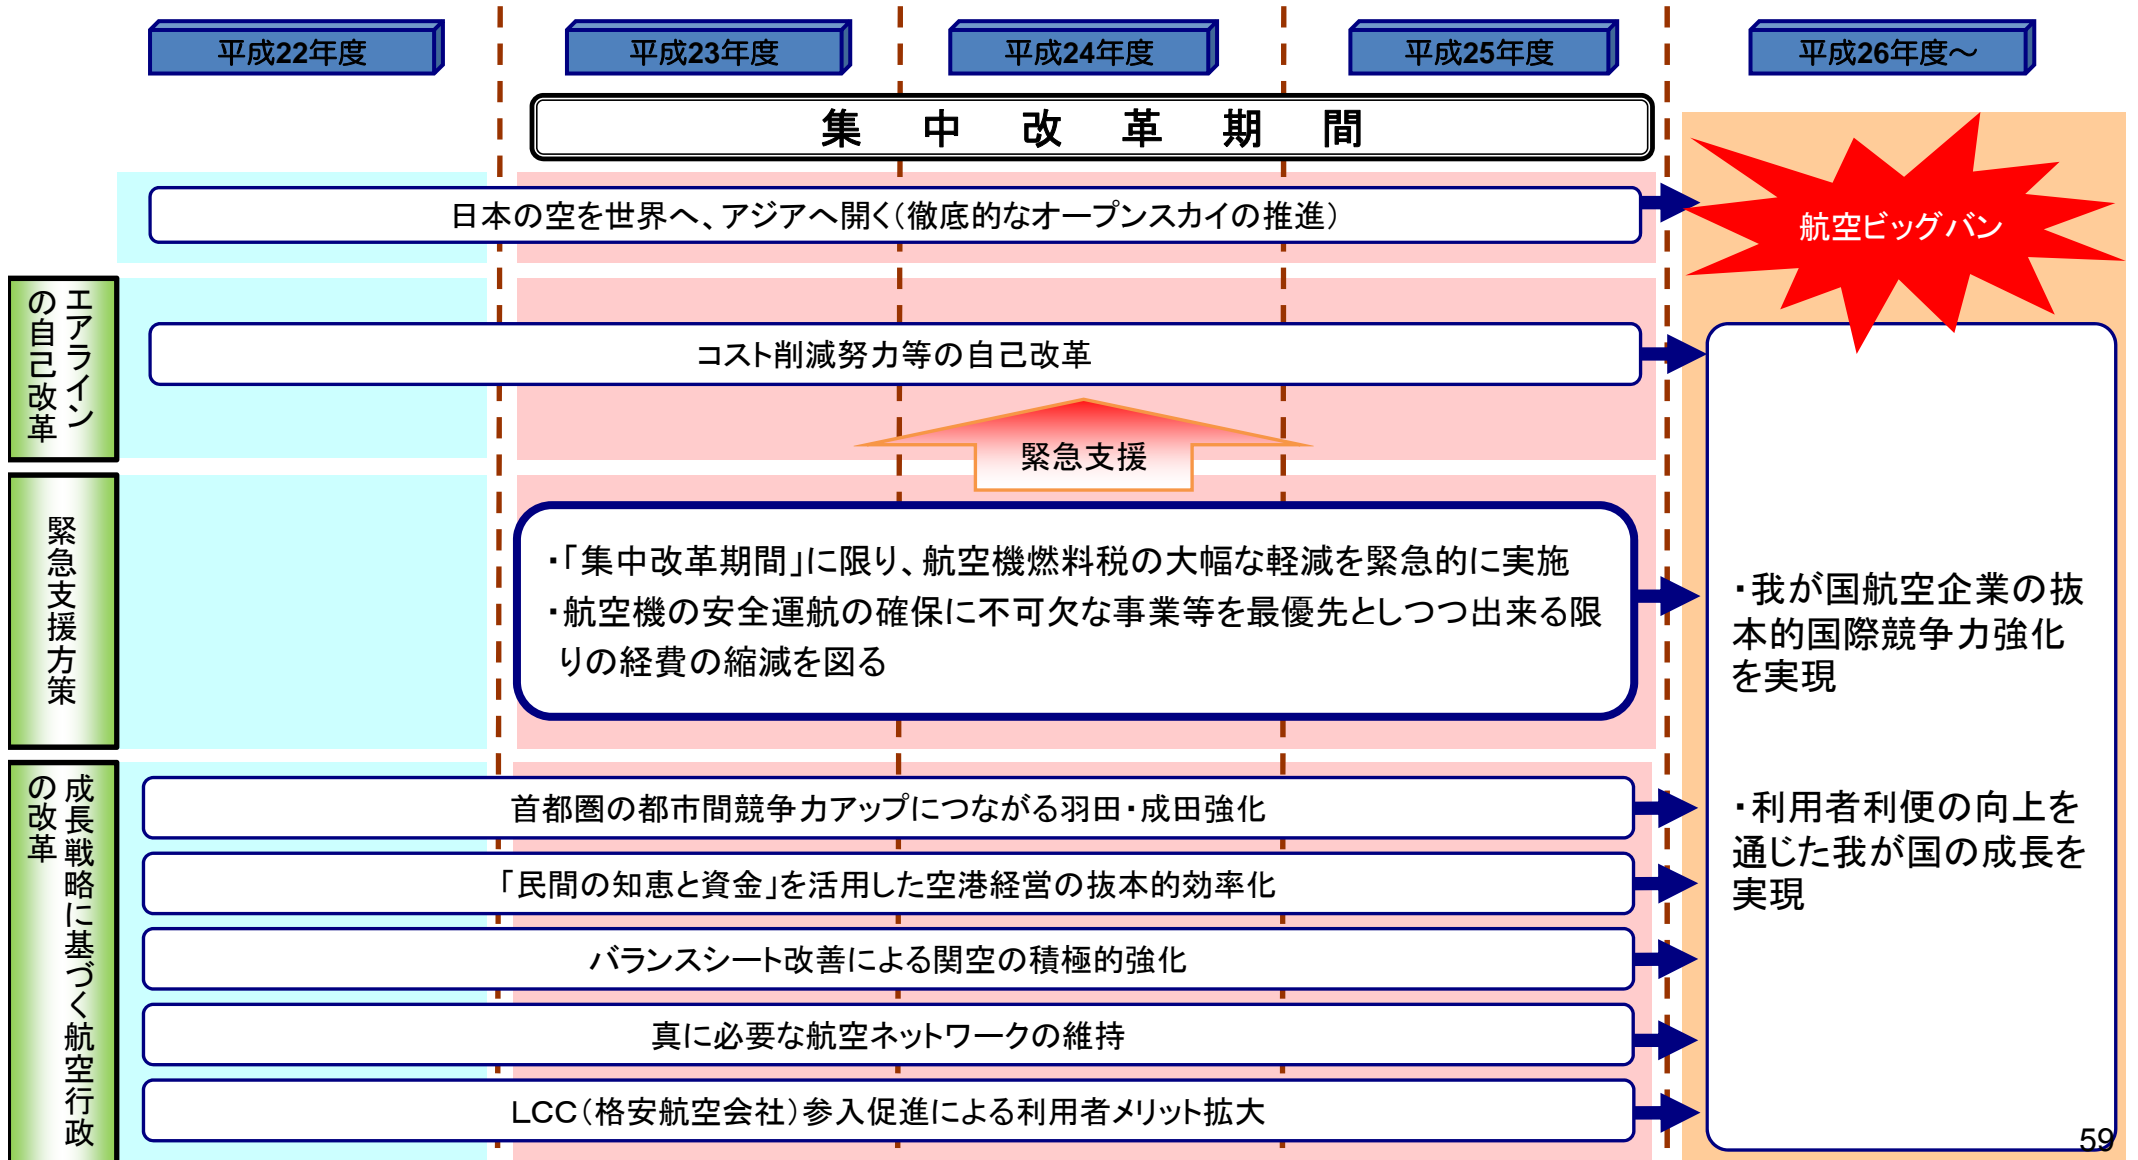 平成22年度
平成23年度
平成24年度
平成25年度
平成26年度～
集中改革期間
日本の空を世界へ、アジアへ開く（徹底的なオープンスカイの推進）
航空ビッグバン
エアライン
の自己改革
コスト削減努力等の自己改革
緊急支援
緊急支援方策
・「集中改革期間」に限り、航空機燃料税の大幅な軽減を緊急的に実施
・航空機の安全運航の確保に不可欠な事業等を最優先としつつ出来る限
りの経費の縮減を図る
成長戦略に基づく航空行政
の改革
首都圏の都市間競争力アップにつながる羽田・成田強化
「民間の知恵と資金」を活用した空港経営の抜本的効率化
バランスシート改善による関空の積極的強化
真に必要な航空ネットワークの維持
LCC（格安航空会社）参入促進による利用者メリット拡大
・我が国航空企業の抜
本的国際競争力強化
を実現
・利用者利便の向上を
通じた我が国の成長を
実現
59